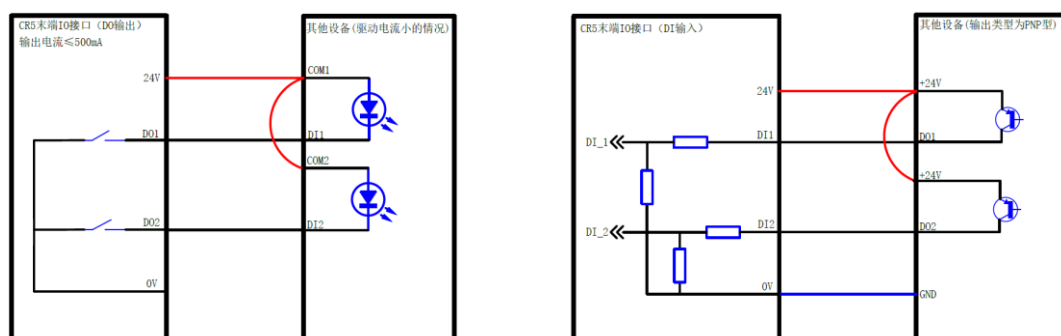 CR5末端IO接口（DO输出）
输出电流≤500mA
其他设备(驱动电流小的情况)
24V
COM1
DO1
DI1
COM2
DO2
DI2
0V
CR5末端IO接口（DI输入）
其他设备(输出类型为PNP型)
24V
+24V
DI_1
DI1
DO1
+24V
DI_2
DI2
DO2
0V
GND